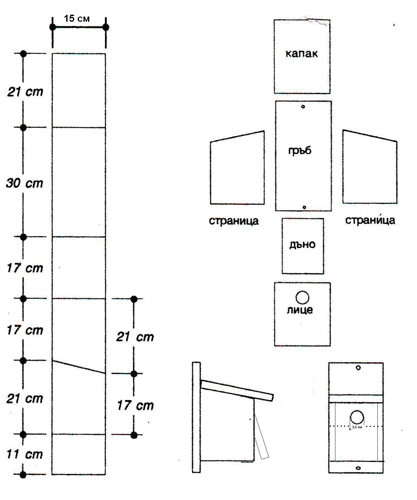 15 см
21 cm
30 cm
17 cm
17 cm
21 cm
11 cm
21 cm
17 cm
капак
гръб
страница
страница
дъно
лице